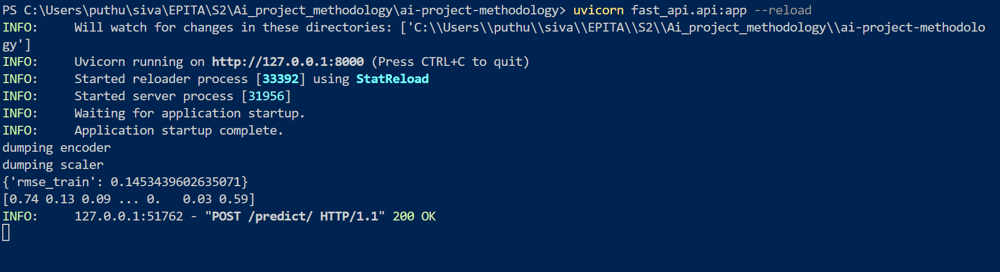 PS C:\Users\puthu\siva\EPITA\S2\Ai_project_methodology\ai-project-methodology> uvicorn fast_api.api:app --reload
INFO:     Will watch for changes in these directories: ['C:\\Users\\puthu\\siva\\EPITA\\S2\\Ai_project_methodology\\ai-project-methodolo
gy']
INFO:     Uvicorn running on http://127.0.0.1:8000 (Press CTRL+C to quit)
INFO:     Started reloader process [33392] using StatReload
INFO:     Started server process [31956]
INFO:     Waiting for application startup.
INFO:     Application startup complete.
dumping encoder
dumping scaler
{'rmse_train': 0.1453439602635071}
[0.74 0.13 0.09 ... 0.   0.03 0.59]
INFO:     127.0.0.1:51762 - "POST /predict/ HTTP/1.1" 200 OK